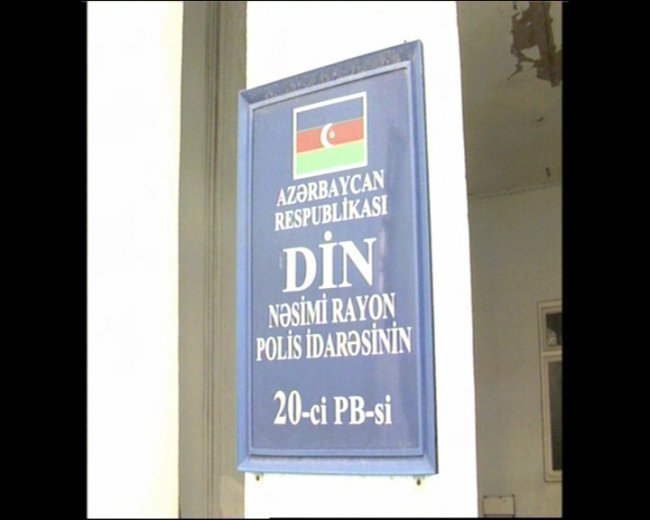 AZƏRBAYCAN
RESPUBLİKASI
DİN
NƏSİMİ RAYON
POLİS İDARƏSİNİN
20-ci PB-si